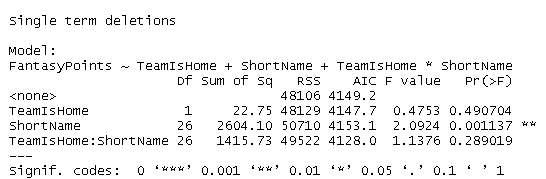 Single term deletions
Model:
FantasyPoints ~ TeamIsHome + ShortName + TeamIsHome * ShortName
Df Sum of Sq RSS AIC F value Pr(>F)
<none> 48106 4149.2
TeamIsHome 1 22.75 48129 4147.7 0.4753 0.490704
ShortName 26 2604.10 50710 4153.1 2.0924 0.001137 **
TeamIsHome:ShortName 26 1415.73 49522 4128.0 1.1376 0.289019
---
Signif. codes: 0 ‘***’ 0.001 ‘**’ 0.01 ‘*’ 0.05 ‘.’ 0.1 ‘ ’ 1